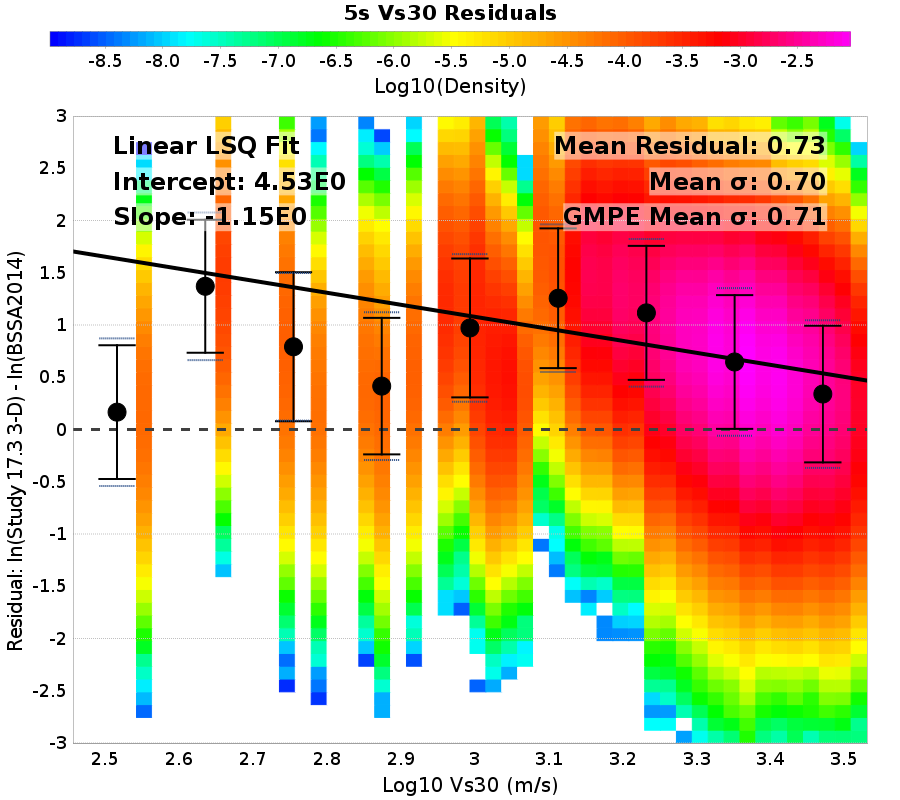 5s Vs30 Residuals
-8.5 -8.0 -7.5 -7.0 -6.5 -6.0 -5.5 -5.0 -4.5 -4.0 -3.5 -3.0 -2.5
Log10(Density)
Residual: ln(Study 17.3 3-D) - ln(BSSA2014)
3
2.5
2
1.5
1
0.5
0
-0.5
-1
-1.5
-2
-2.5
-3
Linear LSQ Fit
Intercept: 4.53E0
Slope: -1.15E0
Mean Residual: 0.73
Mean σ: 0.70
GMPE Mean σ: 0.71
2.5 2.6 2.7 2.8 2.9 3 3.1 3.2 3.3 3.4 3.5
Log10 Vs30 (m/s)